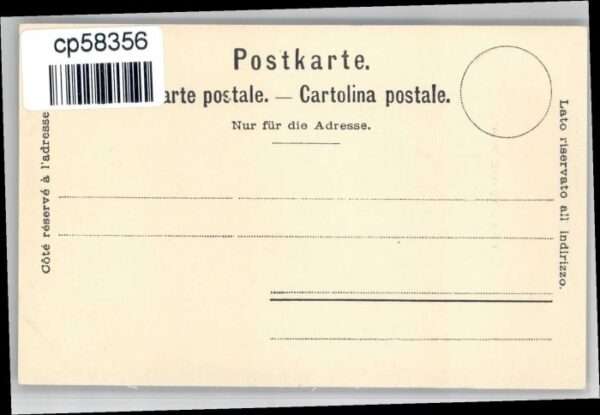 cp58356
Postkarte.
arte postale. — Cartolina postale.
Nur für die Adresse.
Côté réservé à l'adresse
Lato riservato all indirizzo.